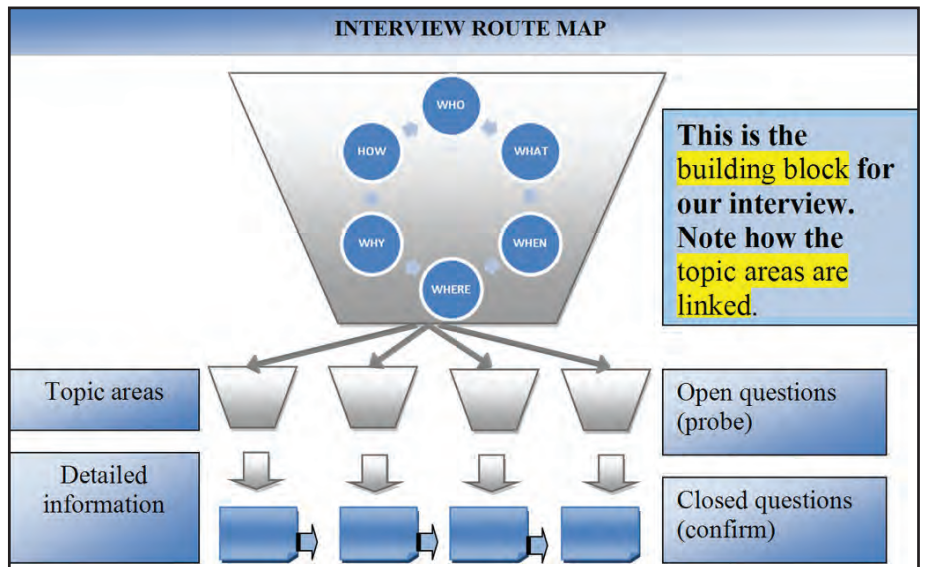 INTERVIEW ROUTE MAP
WHO
HOW
WHAT
WHY
WHEN
WHERE
This is the
building block for
our interview.
Note how the
topic areas are
linked.
Topic areas
Open questions
(probe)
Detailed
information
Closed questions
(confirm)